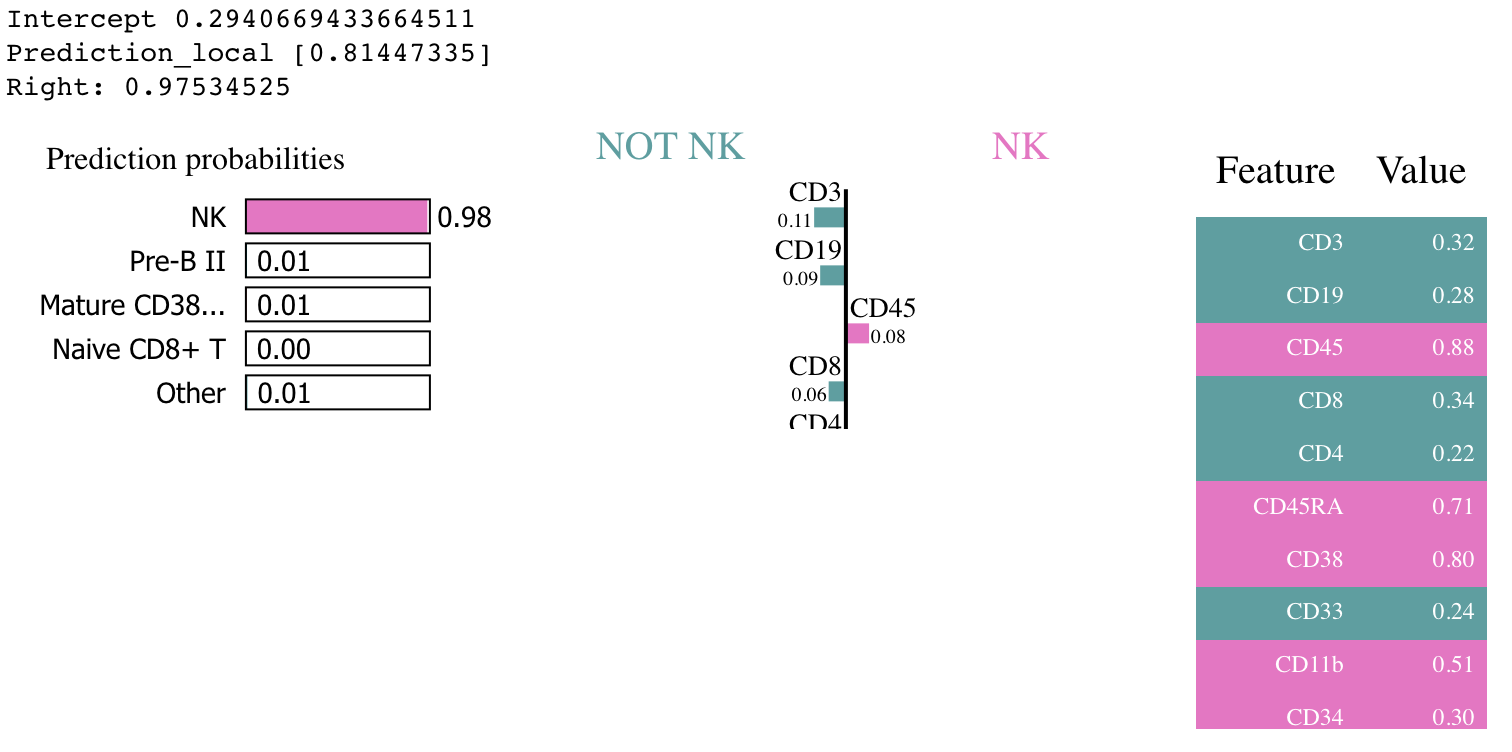 Intercept 0.2940669433664511
Prediction_local [0.81447335]
Right: 0.97534525
Prediction probabilities
NK 0.98
Pre-B II 0.01
Mature CD38... 0.01
Naive CD8+ T 0.00
Other 0.01
NOT NK NK
CD3
0.11
CD19
0.09
CD45
0.08
CD8
0.06
CD4
Feature Value
CD3 0.32
CD19 0.28
CD45 0.88
CD8 0.34
CD4 0.22
CD45RA 0.71
CD38 0.80
CD33 0.24
CD11b 0.51
CD34 0.30